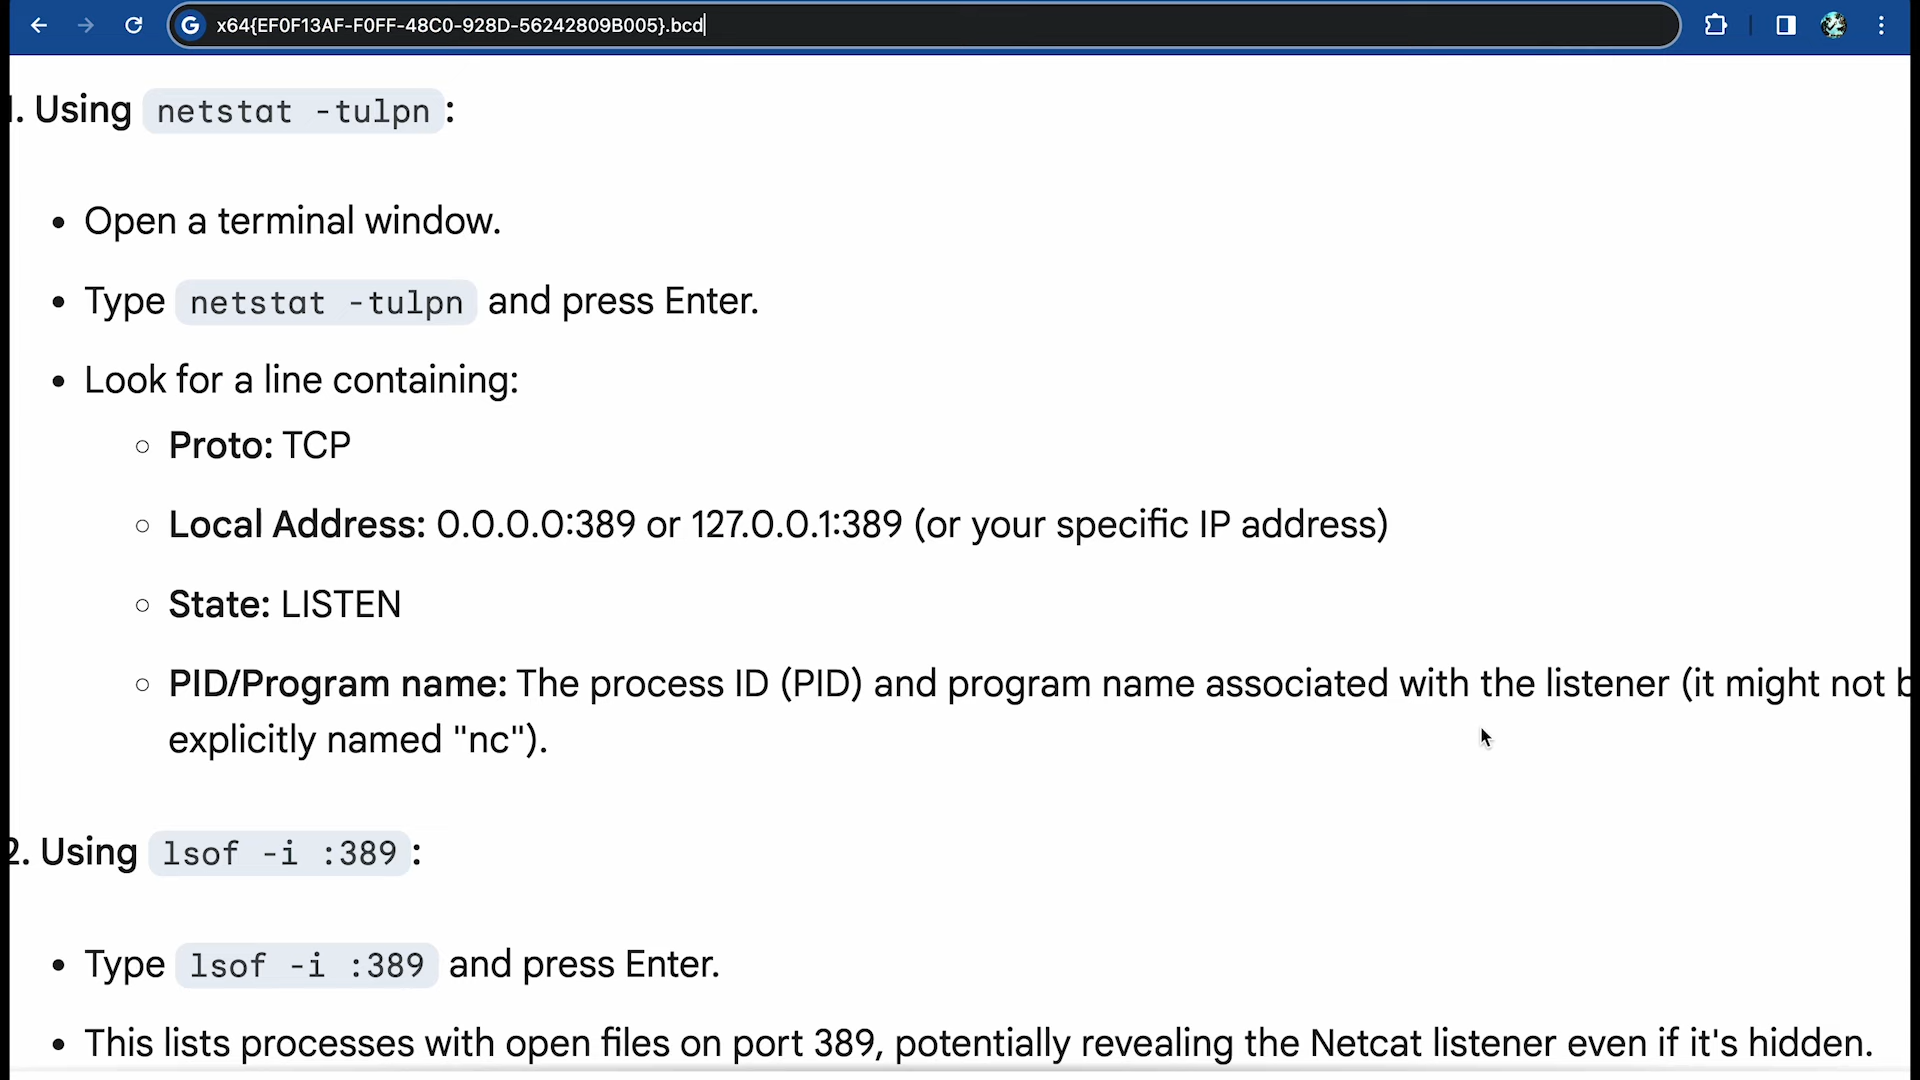 x64{EF0F13AF-F0FF-48C0-928D-56242809B005}.bcd
. Using netstat -tulpn:
• Open a terminal window.
• Type netstat -tulpn and press Enter.
• Look for a line containing:
○ Proto: TCP
○ Local Address: 0.0.0.0:389 or 127.0.0.1:389 (or your specific IP address)
○ State: LISTEN
○ PID/Program name: The process ID (PID) and program name associated with the listener (it might not
explicitly named "nc").
2. Using lsof -i :389:
• Type lsof -i :389 and press Enter.
• This lists processes with open files on port 389, potentially revealing the Netcat listener even if it's hidden.